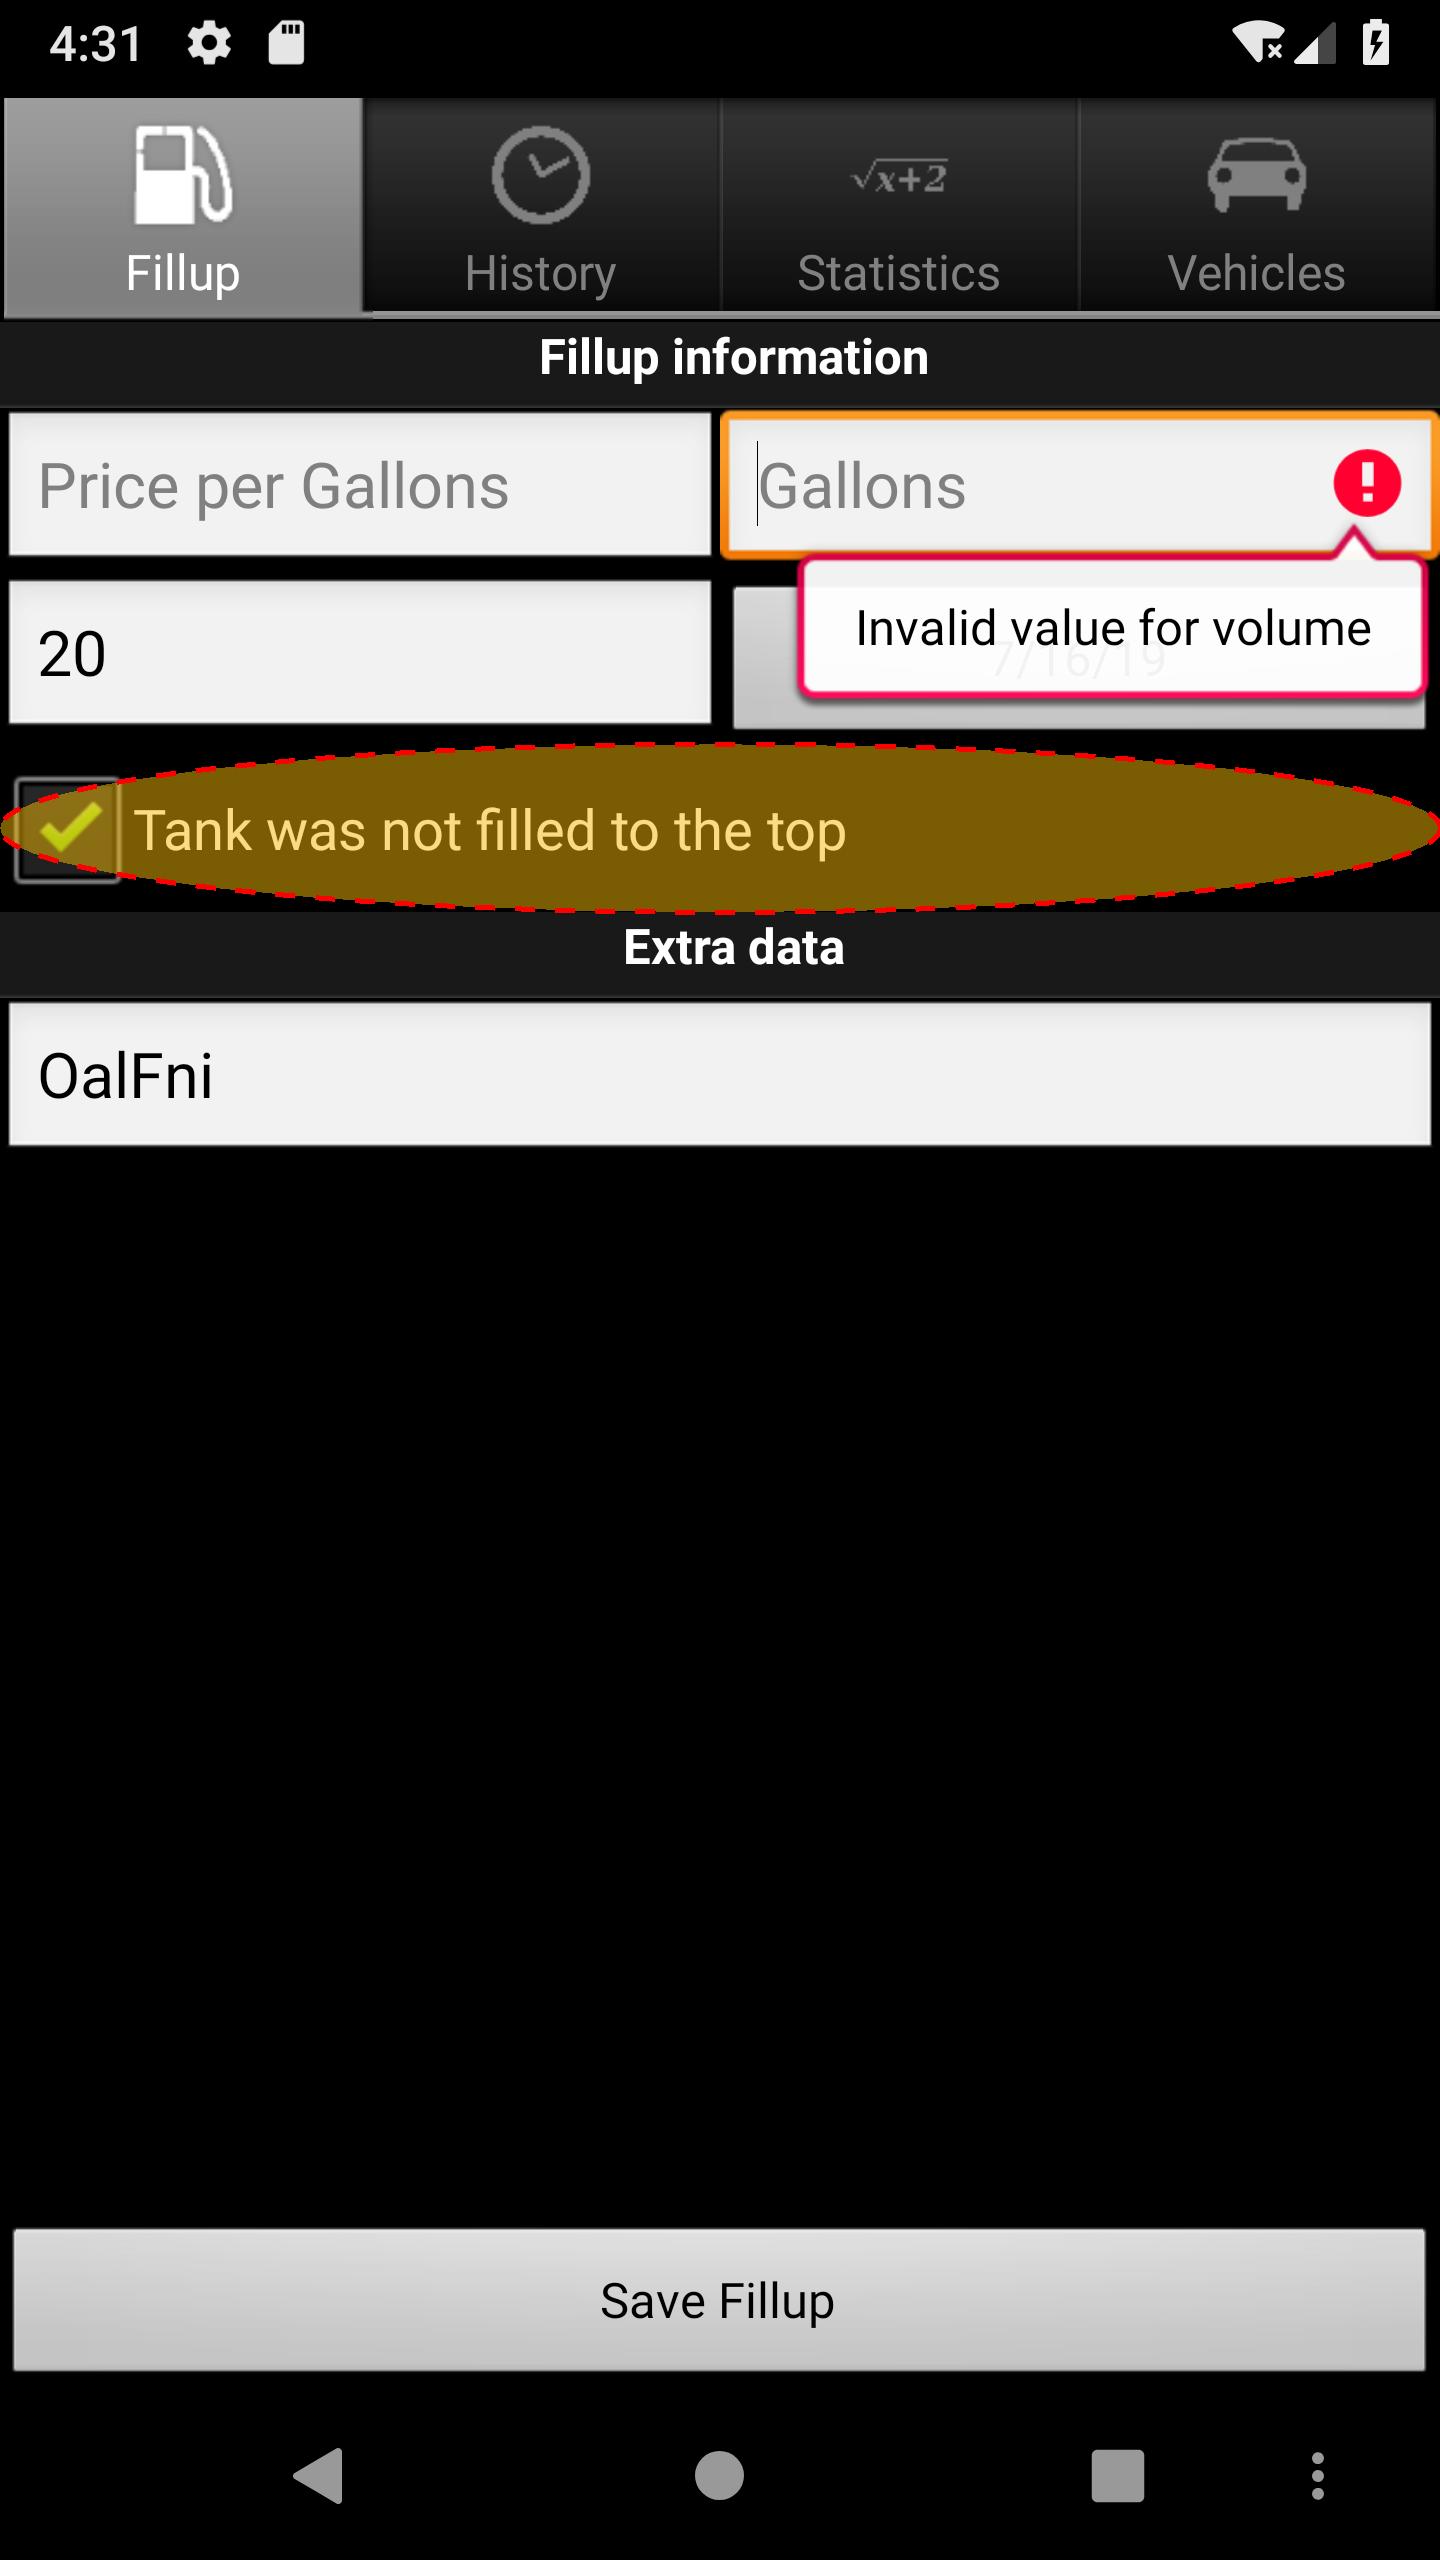 4:31
Fillup History Statistics Vehicles
√x+2
Fillup information
Price per Gallons Gallons
20 Invalid value for volume
7/16/19
Tank was not filled to the top
Extra data
OalFni
Save Fillup